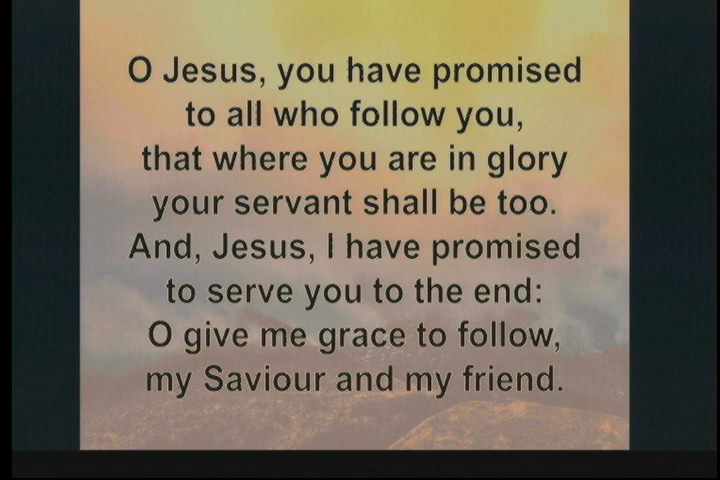 O Jesus, you have promised
to all who follow you,
that where you are in glory
your servant shall be too.
And, Jesus, I have promised
to serve you to the end:
O give me grace to follow,
my Saviour and my friend.